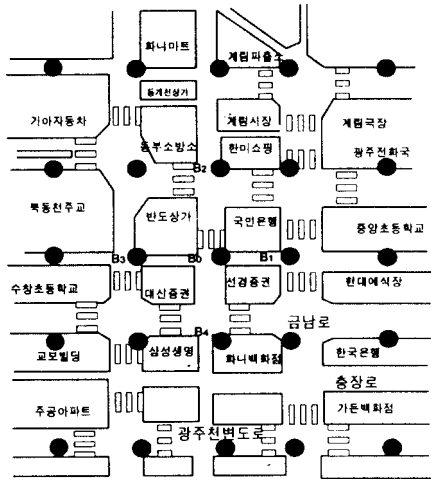 화니마트
계림파출소
동계천상가
기아자동차
계림시장
계림극장
동부소방소
한미쇼핑
광주전화국
B₂
북동천주교
반도상가
국민은행
중앙초등학교
B₃
B₀
B₁
수창초등학교
대신증권
선경증권
현대예식장
금남로
B₄
교보빌딩
삼성생명
화니백화점
한국은행
충장로
주공아파트
가든백화점
광주천변도로